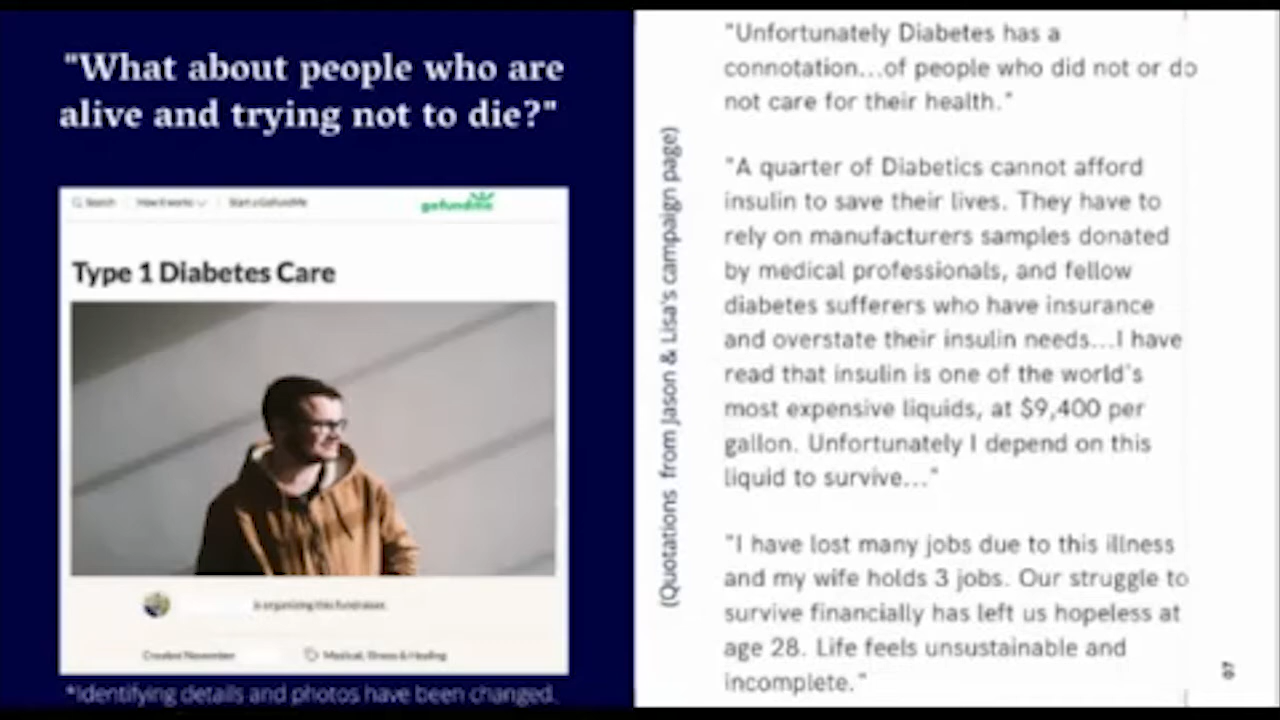 "What about people who are
alive and trying not to die?"
Search
How it works
Start a GoFundMe
gofundme
Type 1 Diabetes Care
is organizing this fundraiser.
Created November
Medical, Illness & Healing
*Identifying details and photos have been changed.
(Quotations from Jason & Lisa's campaign page)
"Unfortunately Diabetes has a
connotation...of people who did not or do
not care for their health."
"A quarter of Diabetics cannot afford
insulin to save their lives. They have to
rely on manufacturers samples donated
by medical professionals, and fellow
diabetes sufferers who have insurance
and overstate their insulin needs...I have
read that insulin is one of the world's
most expensive liquids, at $9,400 per
gallon. Unfortunately I depend on this
liquid to survive..."
"I have lost many jobs due to this illness
and my wife holds 3 jobs. Our struggle to
survive financially has left us hopeless at
age 28. Life feels unsustainable and
incomplete."
07